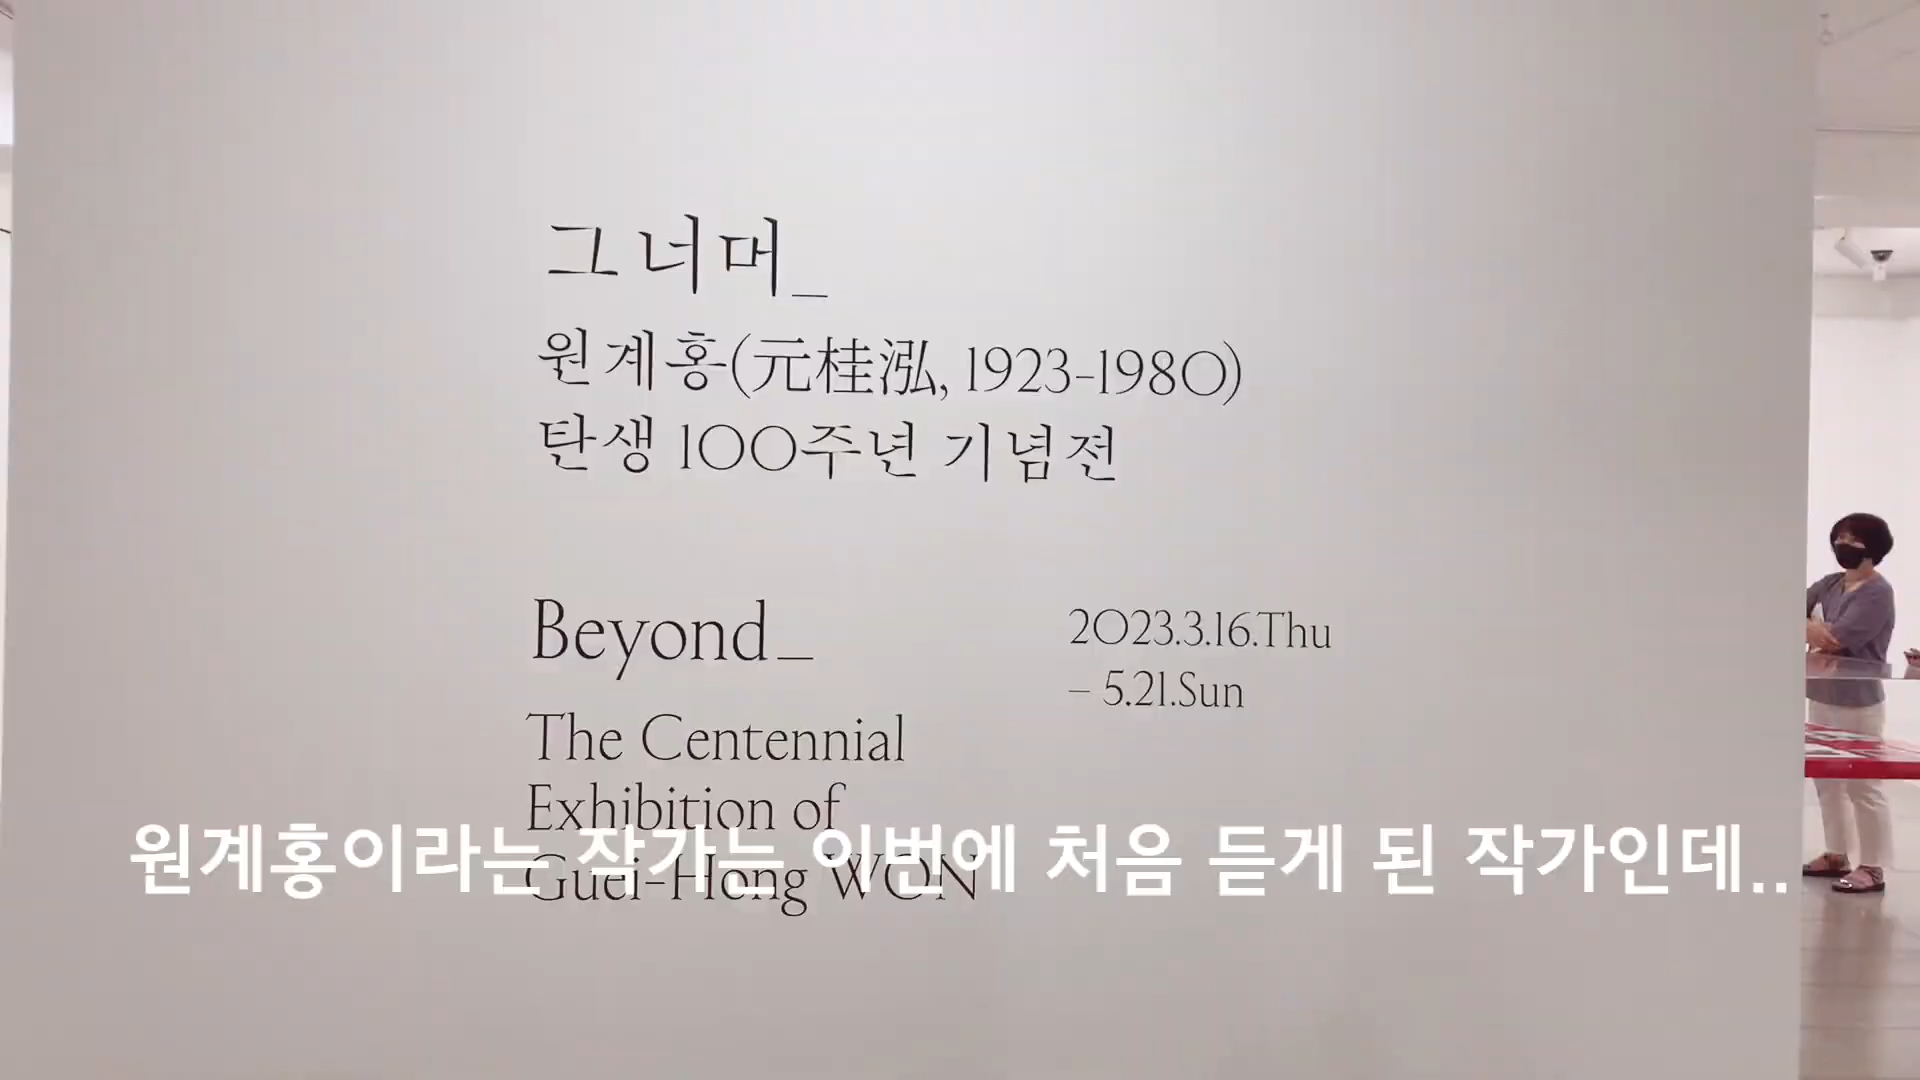 그 너머_
원계홍(元桂泓, 1923-1980)
탄생 100주년 기념전
Beyond_
The Centennial
Exhibition of
Guei-Hong WON
2023.3.16.Thu
– 5.21.Sun
원계홍이라는 작가는 이번에 처음 듣게 된 작가인데..